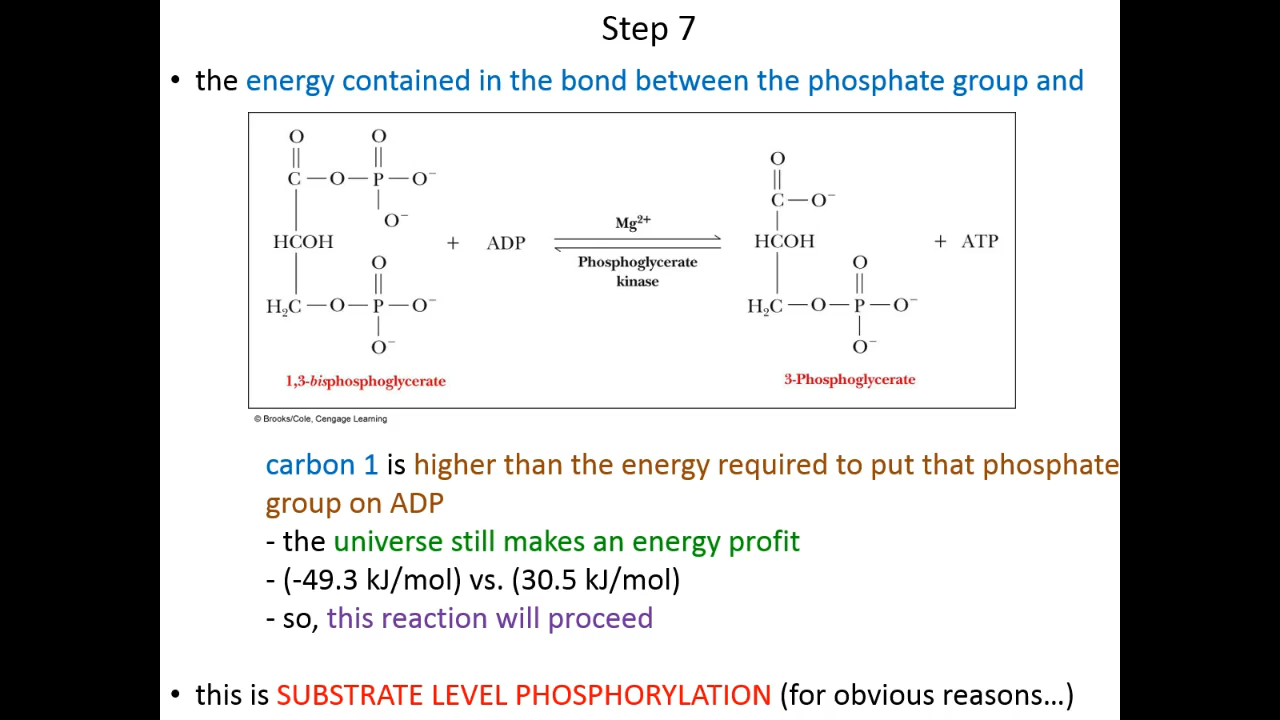 Step 7
• the energy contained in the bond between the phosphate group and
O O
C—O—P—O⁻
O⁻
HCOH + ADP
O
H₂C—O—P—O⁻
O⁻
1,3-bisphosphoglycerate
Mg²⁺
Phosphoglycerate
kinase
O
C—O⁻
HCOH + ATP
O
H₂C—O—P—O⁻
O⁻
3-Phosphoglycerate
© Brooks/Cole, Cengage Learning
carbon 1 is higher than the energy required to put that phosphate
group on ADP
- the universe still makes an energy profit
- (-49.3 kJ/mol) vs. (30.5 kJ/mol)
- so, this reaction will proceed
• this is SUBSTRATE LEVEL PHOSPHORYLATION (for obvious reasons…)